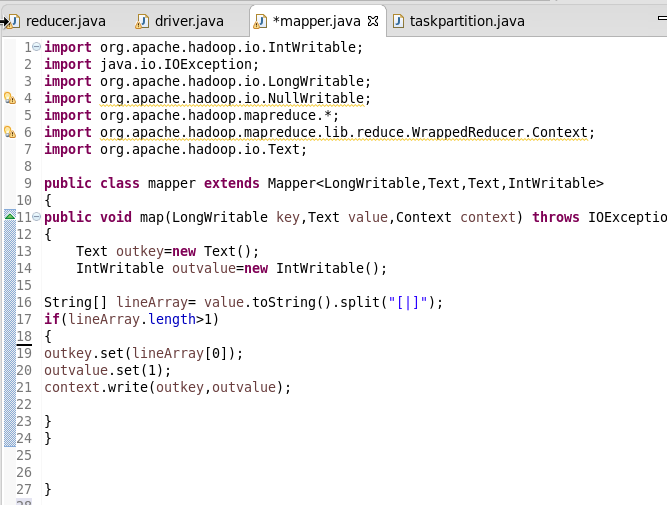 reducer.java driver.java *mapper.java taskpartition.java
1 import org.apache.hadoop.io.IntWritable;
2 import java.io.IOException;
3 import org.apache.hadoop.io.LongWritable;
4 import org.apache.hadoop.io.NullWritable;
5 import org.apache.hadoop.mapreduce.*;
6 import org.apache.hadoop.mapreduce.lib.reduce.WrappedReducer.Context;
7 import org.apache.hadoop.io.Text;
8
9 public class mapper extends Mapper<LongWritable,Text,Text,IntWritable>
10 {
11 public void map(LongWritable key,Text value,Context context) throws IOExceptio
12 {
13     Text outkey=new Text();
14     IntWritable outvalue=new IntWritable();
15
16 String[] lineArray= value.toString().split("[|]");
17 if(lineArray.length>1)
18 {
19 outkey.set(lineArray[0]);
20 outvalue.set(1);
21 context.write(outkey,outvalue);
22
23 }
24 }
25
26
27 }
28